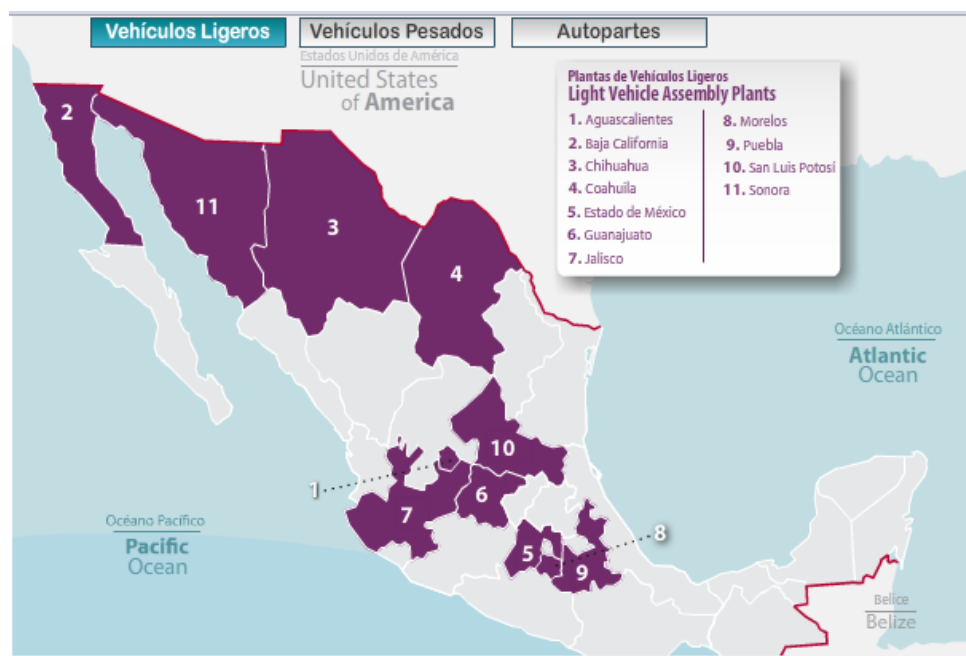 Vehículos Ligeros
Vehículos Pesados
Autopartes
Estados Unidos de América
United States
of America
Plantas de Vehículos Ligeros
Light Vehicle Assembly Plants
1. Aguascalientes
2. Baja California
3. Chihuahua
4. Coahuila
5. Estado de México
6. Guanajuato
7. Jalisco
8. Morelos
9. Puebla
10. San Luis Potosí
11. Sonora
2
11
3
4
Océano Atlántico
Atlantic
Ocean
10
1
6
7
Océano Pacífico
Pacific
Ocean
8
5
9
Belice
Belize